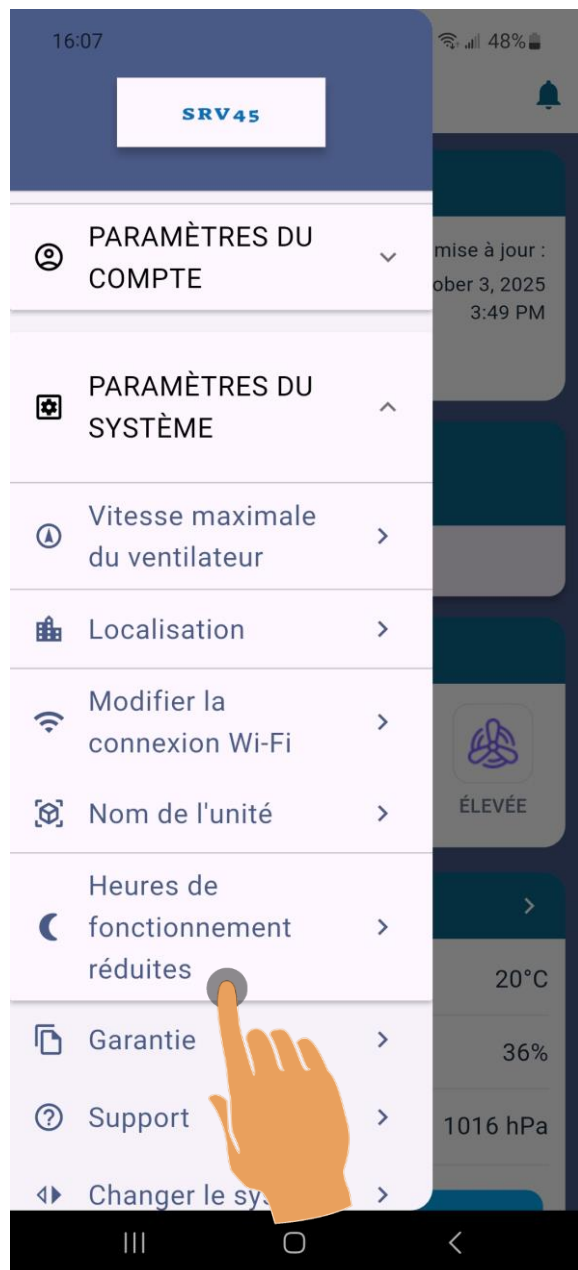 16:07
48%
SRV45
PARAMÈTRES DU
COMPTE
mise à jour :
ober 3, 2025
3:49 PM
PARAMÈTRES DU
SYSTÈME
Vitesse maximale
du ventilateur
Localisation
Modifier la
connexion Wi-Fi
Nom de l'unité
ÉLEVÉE
Heures de
fonctionnement
réduites
20°C
Garantie
36%
Support
1016 hPa
Changer le sys